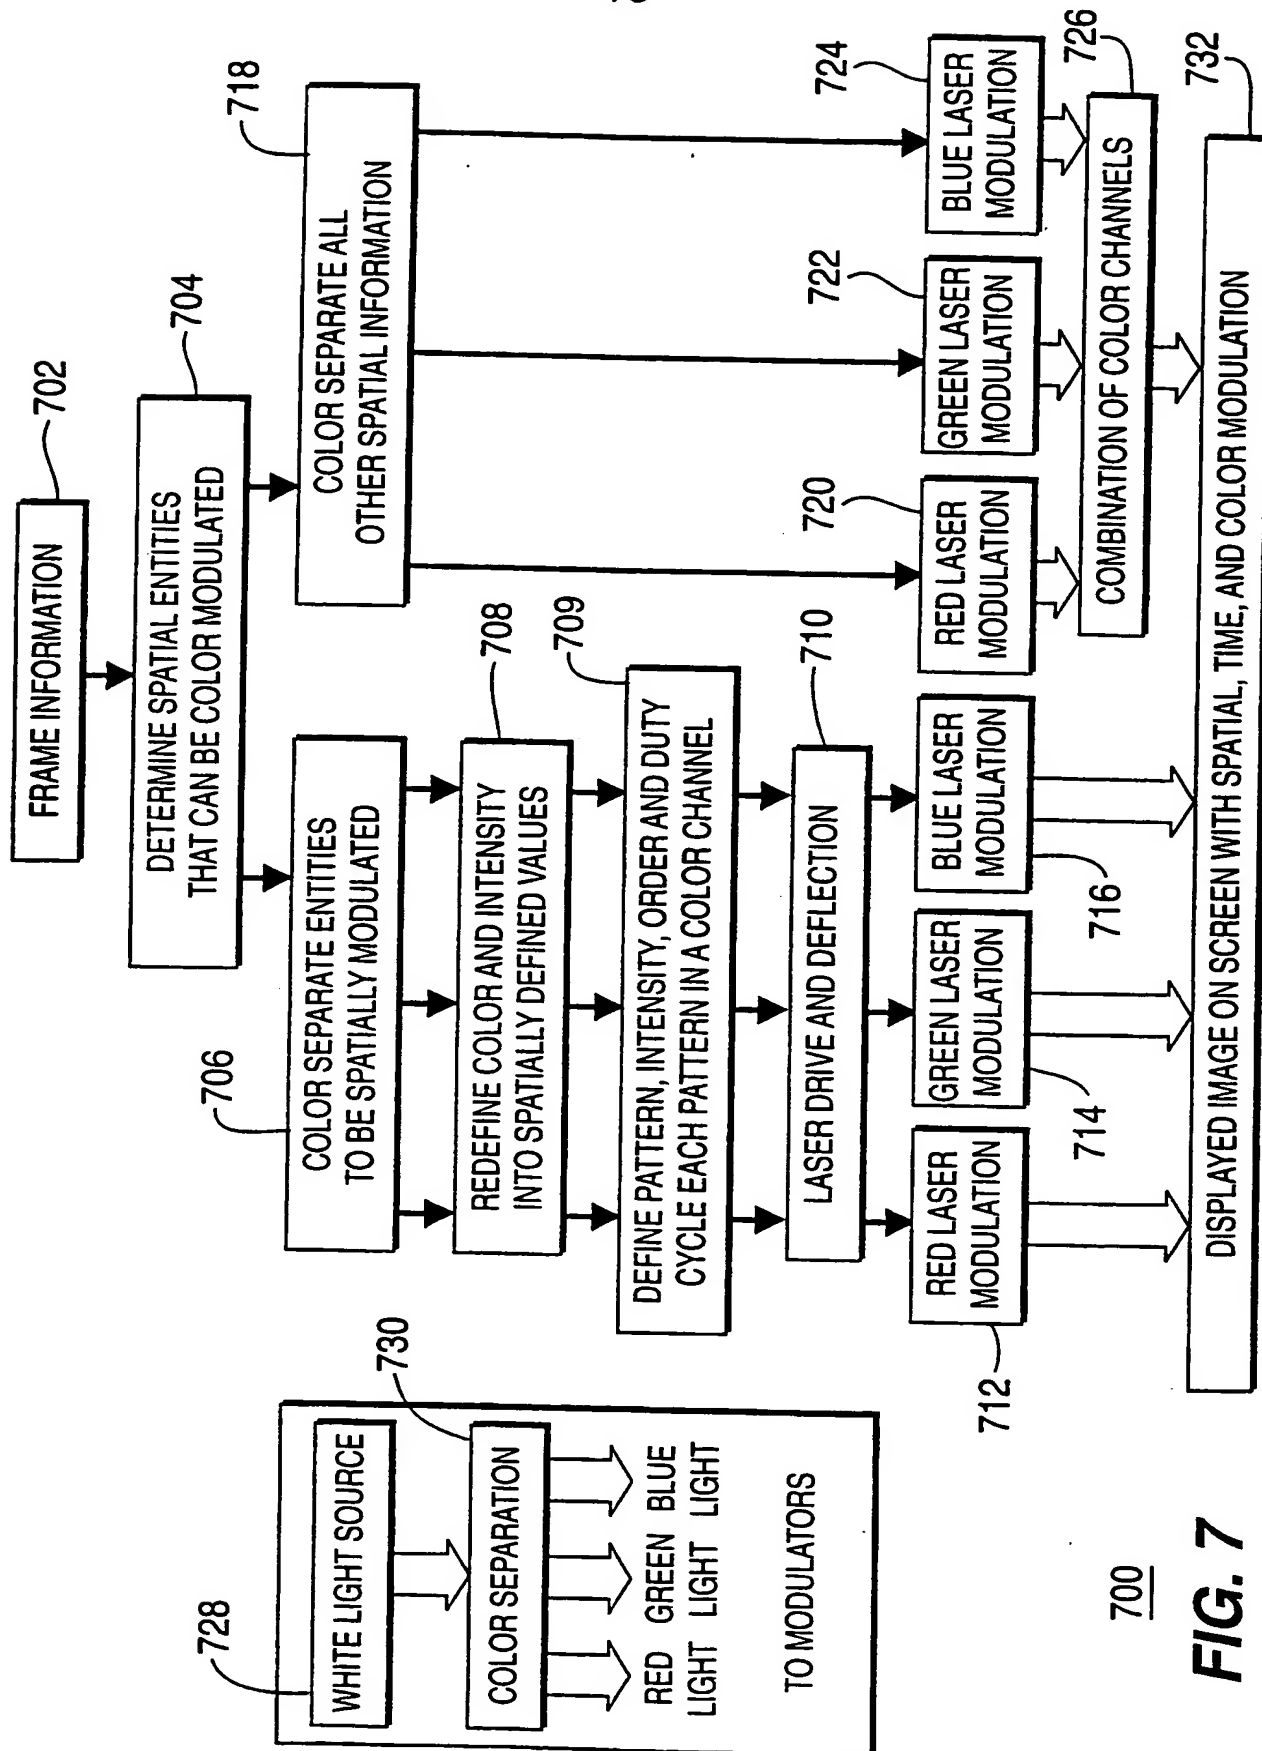 FRAME INFORMATION
702
DETERMINE SPATIAL ENTITIES
THAT CAN BE COLOR MODULATED
704
706
COLOR SEPARATE ENTITIES
TO BE SPATIALLY MODULATED
718
COLOR SEPARATE ALL
OTHER SPATIAL INFORMATION
708
REDEFINE COLOR AND INTENSITY
INTO SPATIALLY DEFINED VALUES
709
DEFINE PATTERN, INTENSITY, ORDER AND DUTY
CYCLE EACH PATTERN IN A COLOR CHANNEL
710
LASER DRIVE AND DEFLECTION
RED LASER
MODULATION
712
GREEN LASER
MODULATION
714
BLUE LASER
MODULATION
716
720
RED LASER
MODULATION
722
GREEN LASER
MODULATION
724
BLUE LASER
MODULATION
726
COMBINATION OF COLOR CHANNELS
732
DISPLAYED IMAGE ON SCREEN WITH SPATIAL, TIME, AND COLOR MODULATION
728
WHITE LIGHT SOURCE
730
COLOR SEPARATION
RED GREEN BLUE
LIGHT LIGHT LIGHT
TO MODULATORS
700
FIG. 7